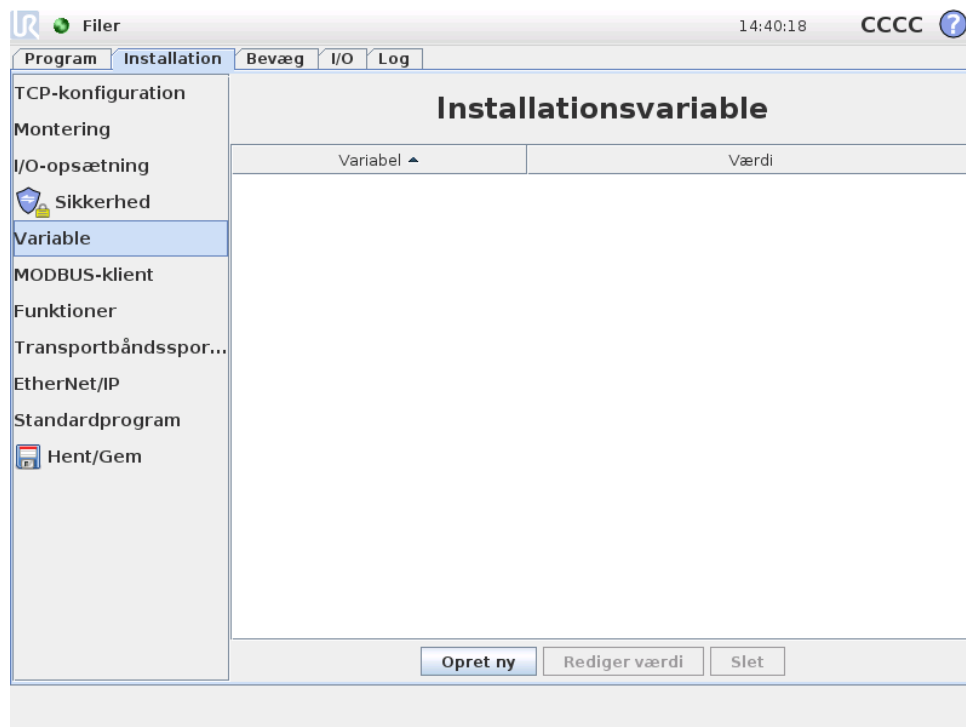 UR Filer 14:40:18 CCCC ?
Program Installation Bevæg I/O Log
TCP-konfiguration
Montering
I/O-opsætning
Sikkerhed
Variable
MODBUS-klient
Funktioner
Transportbåndsspor...
EtherNet/IP
Standardprogram
Hent/Gem
Installationsvariable
Variabel Værdi
Opret ny Rediger værdi Slet